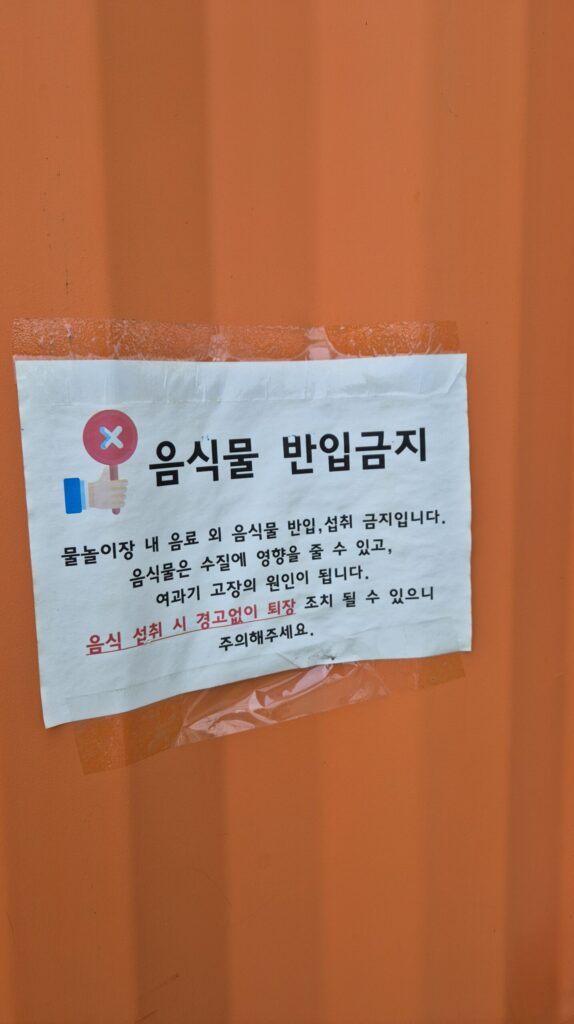 음식물 반입금지
물놀이장 내 음료 외 음식물 반입,섭취 금지입니다.
음식물은 수질에 영향을 줄 수 있고,
여과기 고장의 원인이 됩니다.
음식 섭취 시 경고없이 퇴장 조치 될 수 있으니
주의해주세요.